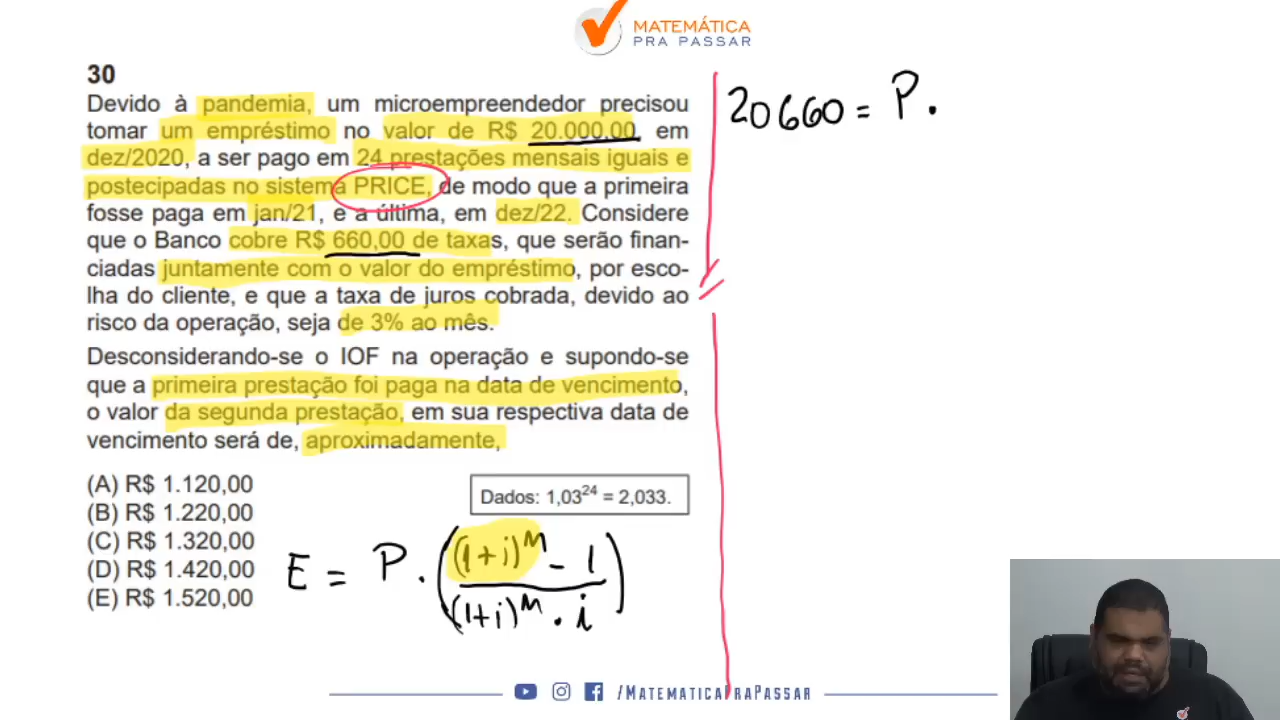 MATEMÁTICA
PRA PASSAR
30
Devido à pandemia, um microempreendedor precisou
tomar um empréstimo no valor de R$ 20.000,00 em
dez/2020, a ser pago em 24 prestações mensais iguais e
postecipadas no sistema PRICE, de modo que a primeira
fosse paga em jan/21, e a última, em dez/22. Considere
que o Banco cobre R$ 660,00 de taxas, que serão finan-
ciadas juntamente com o valor do empréstimo, por esco-
lha do cliente, e que a taxa de juros cobrada, devido ao
risco da operação, seja de 3% ao mês.
Desconsiderando-se o IOF na operação e supondo-se
que a primeira prestação foi paga na data de vencimento,
o valor da segunda prestação, em sua respectiva data de
vencimento será de, aproximadamente,
(A) R$ 1.120,00
(B) R$ 1.220,00
(C) R$ 1.320,00
(D) R$ 1.420,00
(E) R$ 1.520,00
Dados: 1,03²⁴ = 2,033.
E = P . ( (1+i)ᴹ - 1
(1+i)ᴹ . i )
20660 = P .
/MATEMATICAPRAPASSAR